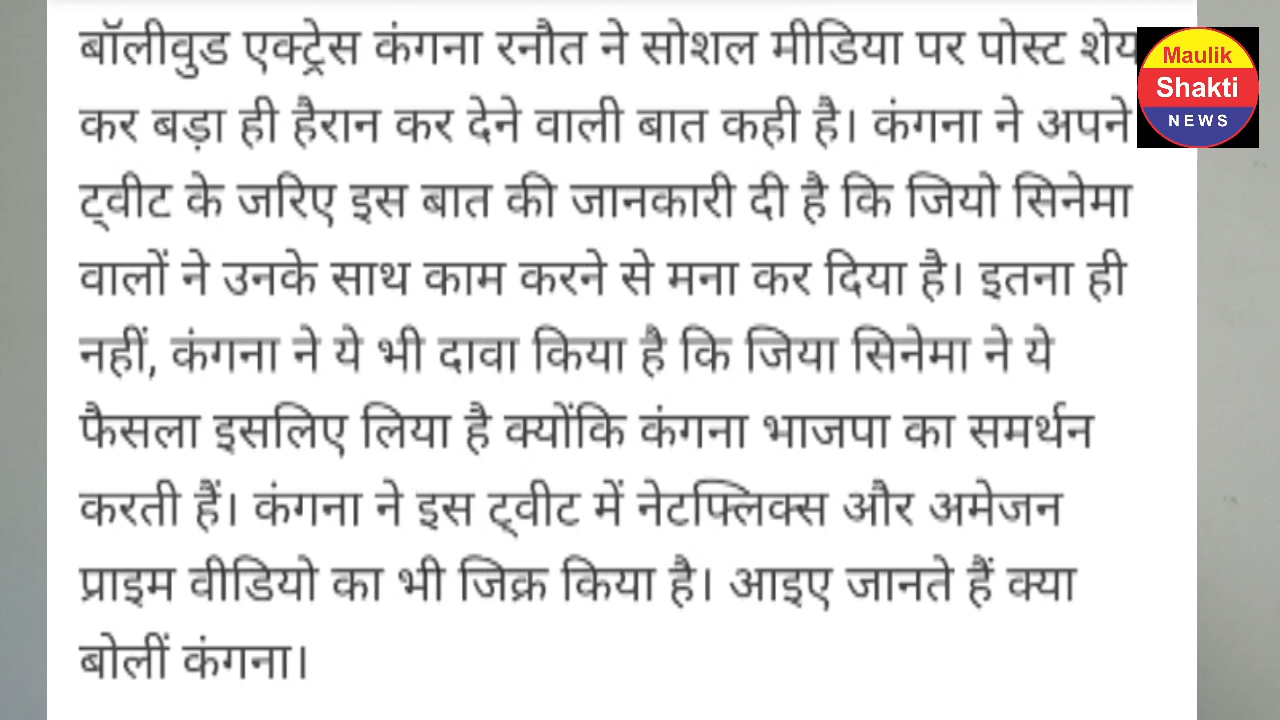 बॉलीवुड एक्ट्रेस कंगना रनौत ने सोशल मीडिया पर पोस्ट शेय
कर बड़ा ही हैरान कर देने वाली बात कही है। कंगना ने अपने
ट्वीट के जरिए इस बात की जानकारी दी है कि जियो सिनेमा
वालों ने उनके साथ काम करने से मना कर दिया है। इतना ही
नहीं, कंगना ने ये भी दावा किया है कि जिया सिनेमा ने ये
फैसला इसलिए लिया है क्योंकि कंगना भाजपा का समर्थन
करती हैं। कंगना ने इस ट्वीट में नेटफ्लिक्स और अमेजन
प्राइम वीडियो का भी जिक्र किया है। आइए जानते हैं क्या
बोलीं कंगना।
Maulik
Shakti
NEWS